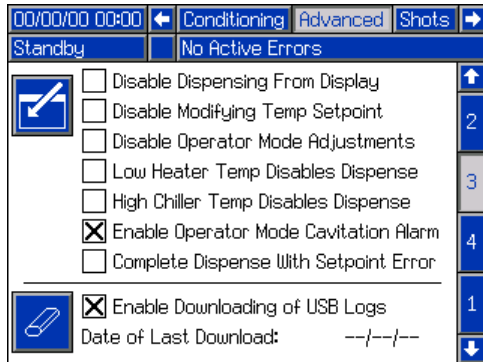 00/00/00 00:00 Conditioning Advanced Shots
Standby No Active Errors
Disable Dispensing From Display
Disable Modifying Temp Setpoint
2
Disable Operator Mode Adjustments
Low Heater Temp Disables Dispense
3
High Chiller Temp Disables Dispense
Enable Operator Mode Cavitation Alarm
4
Complete Dispense With Setpoint Error
Enable Downloading of USB Logs
1
Date of Last Download: --/--/--